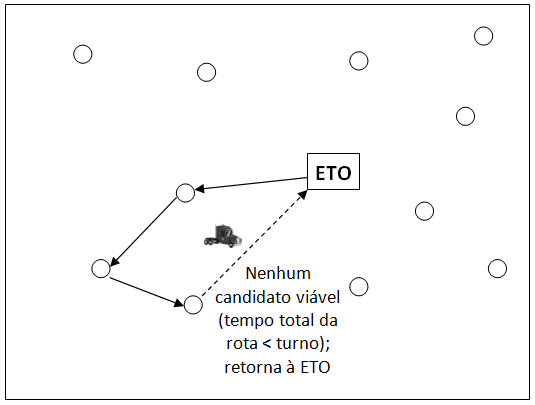 ETO
Nenhum
candidato viável
(tempo total da
rota < turno);
retorna à ETO